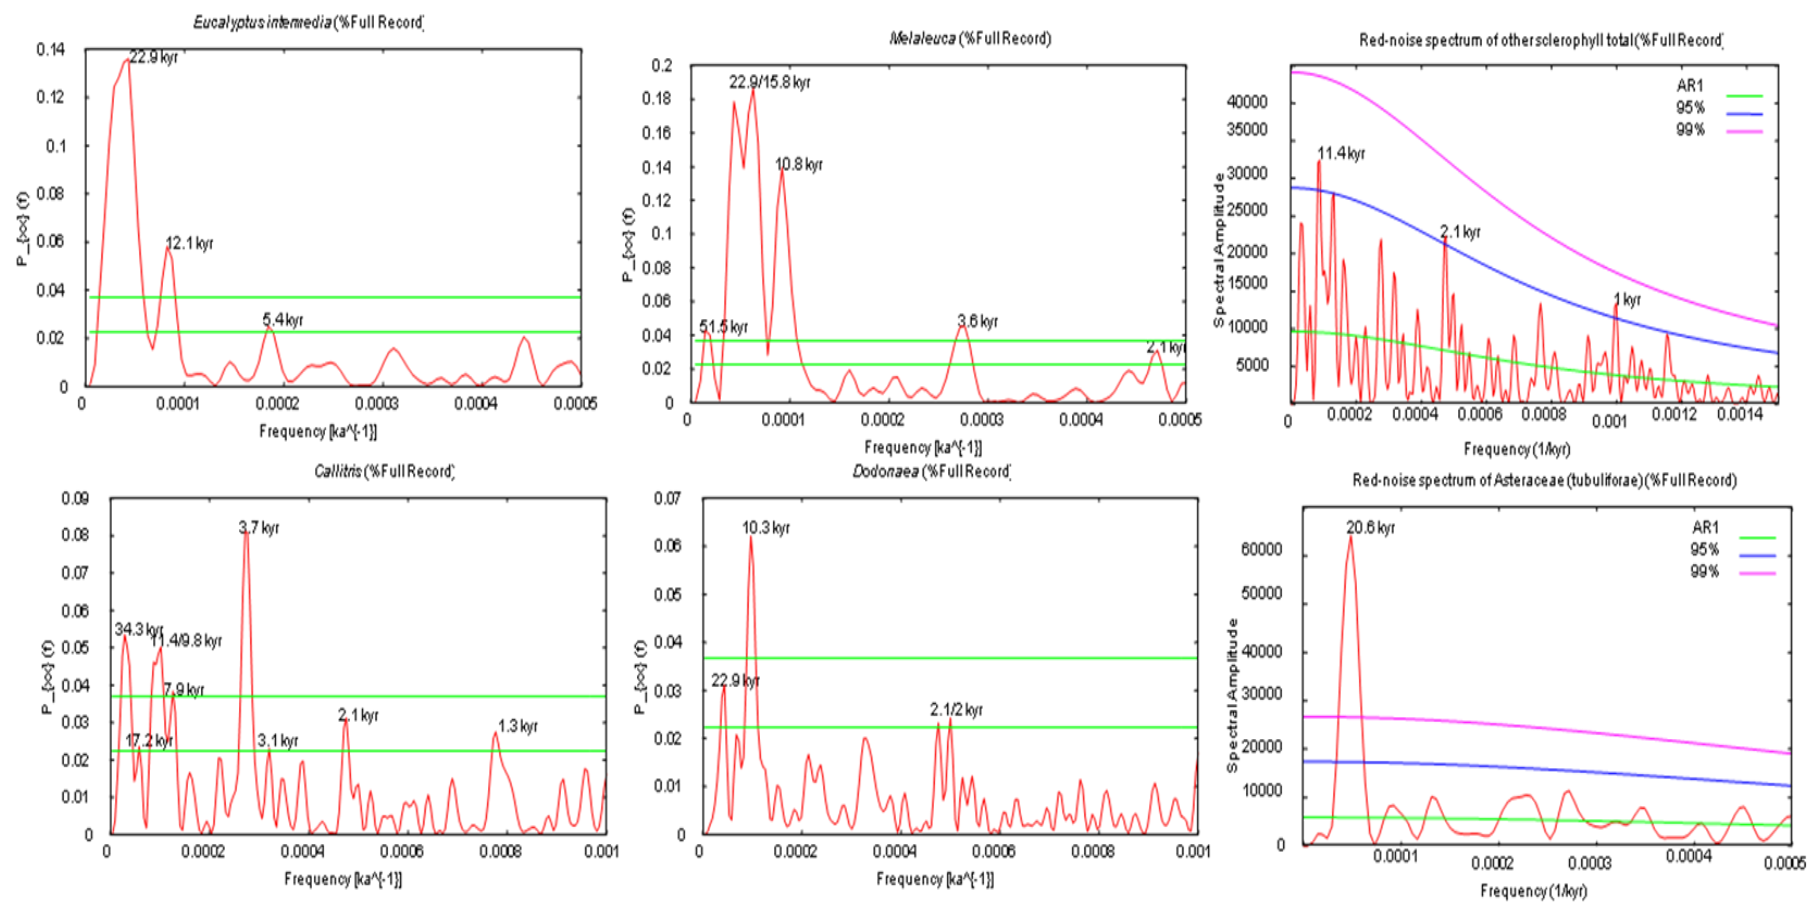 Eucalyptus intermedia (%Full Record)
0.14
0.12
0.1
0.08
0.06
0.04
0.02
0
P_{xx} (f)
22.9 kyr
12.1 kyr
5.4 kyr
0 0.0001 0.0002 0.0003 0.0004 0.0005
Frequency [ka^{-1}]
Melaleuca (%Full Record)
0.2
0.18
0.16
0.14
0.12
0.1
0.08
0.06
0.04
0.02
0
P_{xx} (f)
22.9/15.8 kyr
10.8 kyr
51.5 kyr
3.6 kyr
2.1 kyr
0 0.0001 0.0002 0.0003 0.0004 0.0005
Frequency [ka^{-1}]
Red-noise spectrum of other sclerophyll total (%Full Record)
40000
35000
30000
25000
20000
15000
10000
5000
0
Spectral Amplitude
AR1
95%
99%
11.4 kyr
2.1 kyr
1 kyr
0 0.0002 0.0004 0.0006 0.0008 0.001 0.0012 0.0014
Frequency (1/kyr)
Callitris (%Full Record)
0.09
0.08
0.07
0.06
0.05
0.04
0.03
0.02
0.01
0
P_{xx} (f)
3.7 kyr
34.3 kyr
11.4/9.8 kyr
7.9 kyr
17.2 kyr
3.1 kyr
2.1 kyr
1.3 kyr
0 0.0002 0.0004 0.0006 0.0008 0.001
Frequency [ka^{-1}]
Dodonaea (%Full Record)
0.07
0.06
0.05
0.04
0.03
0.02
0.01
0
P_{xx} (f)
10.3 kyr
22.9 kyr
2.1/2 kyr
0 0.0002 0.0004 0.0006 0.0008 0.001
Frequency [ka^{-1}]
Red-noise spectrum of Asteraceae (tubuliforae) (%Full Record)
60000
50000
40000
30000
20000
10000
0
Spectral Amplitude
20.6 kyr
AR1
95%
99%
0.0001 0.0002 0.0003 0.0004 0.0005
Frequency (1/kyr)